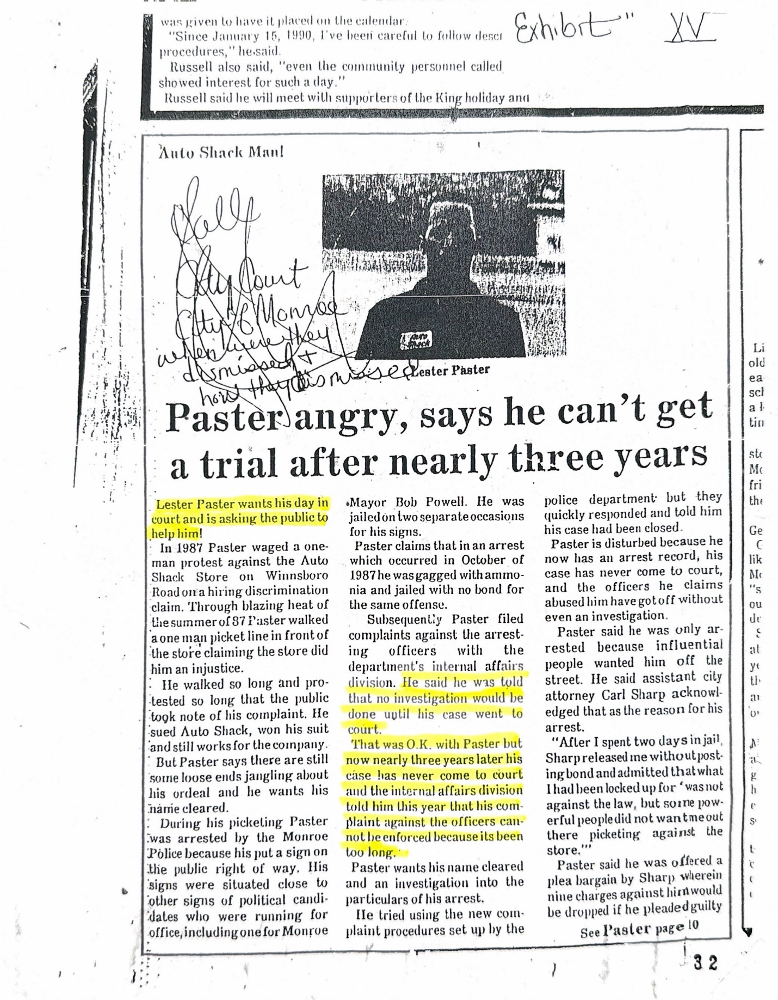 was given to have it placed on the calendar.
"Since January 15, 1990, I've been careful to follow
procedures," he said.
Russell also said, "even the community personnel called
showed interest for such a day."
Russell said he will meet with supporters of the King holiday and
Exhibit" XV
Auto Shack Man!
Call
City Court
City of Monroe
when were they
dismissed +
how they dismissed
Auto
Shack
Lester Paster
Paster angry, says he can't get
a trial after nearly three years
Lester Paster wants his day in
court and is asking the public to
help him!
In 1987 Paster waged a one-
man protest against the Auto
Shack Store on Winnsboro
Road on a hiring discrimination
claim. Through blazing heat of
the summer of 87 Paster walked
a one man picket line in front of
the store claiming the store did
him an injustice.
He walked so long and pro-
tested so long that the public
took note of his complaint. He
sued Auto Shack, won his suit
and still works for the company.
But Paster says there are still
some loose ends jangling about
his ordeal and he wants his
name cleared.
During his picketing Paster
was arrested by the Monroe
Police because his put a sign on
the public right of way. His
signs were situated close to
other signs of political candi-
dates who were running for
office, including one for Monroe
Mayor Bob Powell. He was
jailed on two separate occasions
for his signs.
Paster claims that in an arrest
which occurred in October of
1987 he was gagged with ammo-
nia and jailed with no bond for
the same offense.
Subsequently Paster filed
complaints against the arrest-
ing officers with the
department's internal affairs
division. He said he was told
that no investigation would be
done until his case went to
court.
That was O.K. with Paster but
now nearly three years later his
case has never come to court
and the internal affairs division
told him this year that his com-
plaint against the officers can-
not be enforced because its been
too long.
Paster wants his name cleared
and an investigation into the
particulars of his arrest.
He tried using the new com-
plaint procedures set up by the
police department but they
quickly responded and told him
his case had been closed.
Paster is disturbed because he
now has an arrest record, his
case has never come to court,
and the officers he claims
abused him have got off without
even an investigation.
Paster said he was only ar-
rested because influential
people wanted him off the
street. He said assistant city
attorney Carl Sharp acknowl-
edged that as the reason for his
arrest.
"After I spent two days in jail,
Sharp released me without post-
ing bond and admitted that what
I had been locked up for 'was not
against the law, but some pow-
erful people did not want me out
there picketing against the
store.'"
Paster said he was offered a
plea bargain by Sharp wherein
nine charges against him would
be dropped if he pleaded guilty
See Paster page 10
32